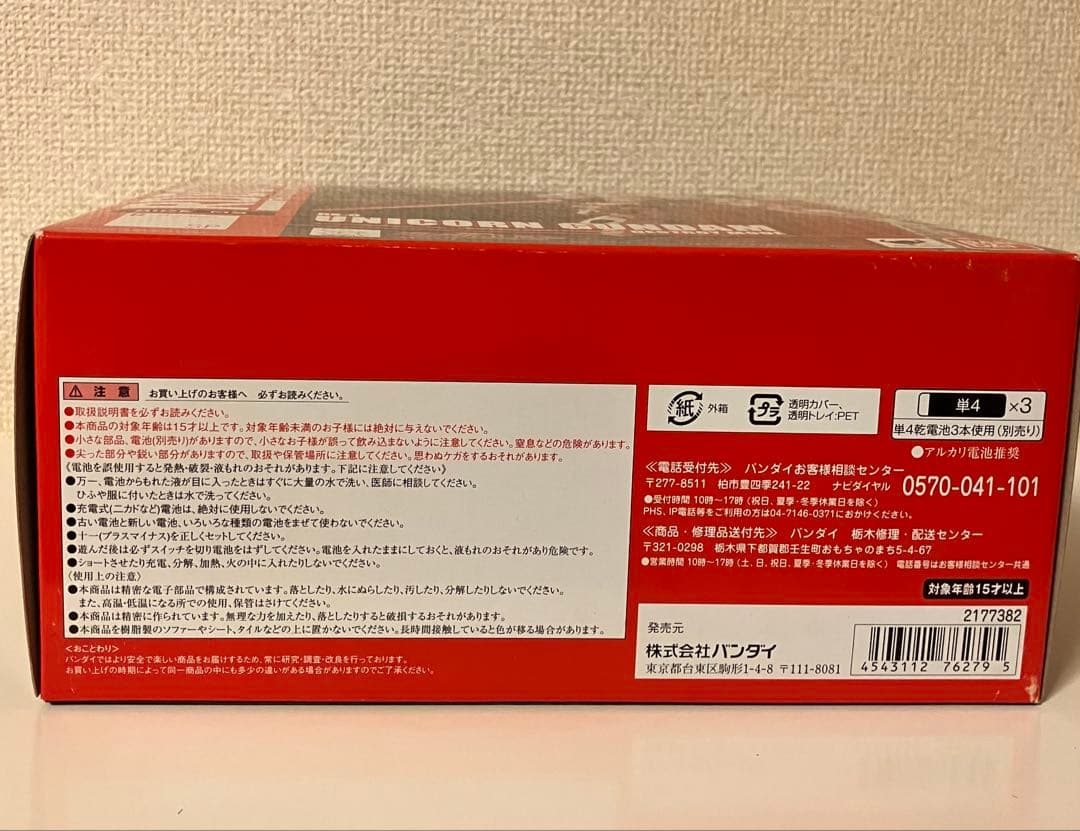 UNICORN GUNDAM
注意 お買い上げのお客様へ 必ずお読みください。
●取扱説明書を必ずお読みください。
●本商品の対象年齢は15才以上です。対象年齢未満のお子様には絶対に与えないでください。
●小さな部品、電池(別売り)がありますので、小さなお子様が誤って飲み込まないように注意してください。窒息などの危険があります。
●尖った部分や鋭い部分がありますので、取扱や保管場所に注意してください。思わぬケガをするおそれがあります。
《電池を誤使用すると発熱・破裂・液もれのおそれがあります。下記に注意してください》
●万一、電池からもれた液が目に入ったときはすぐに大量の水で洗い、医師に相談してください。
ひふや服に付いたときは水で洗ってください。
●充電式(ニカドなど)電池は、絶対に使用しないでください。
●古い電池と新しい電池、いろいろな種類の電池をまぜて使わないでください。
●+-(プラスマイナス)を正しくセットしてください。
●遊んだ後は必ずスイッチを切り電池をはずしてください。電池を入れたままにしておくと、液もれのおそれがあり危険です。
●ショートさせたり充電、分解、加熱、火の中に入れたりしないでください。
〈使用上の注意〉
●本商品は精密な電子部品で構成されています。落としたり、水にぬらしたり、汚したり、分解したりしないでください。
また、高温・低温になる所での使用、保管はさけてください。
●本商品は精密に作られています。無理な力を加えたり、落としたりすると破損するおそれがあります。
●本商品を樹脂製のソファーやシート、タイルなどの上に置かないでください。長時間接触していると色が移る場合があります。
<おことわり>
バンダイではより安全で楽しい商品をお届けするため、常に研究・調査・改良を行っております。
お買い上げの時期によって同一商品の中にも多少の違いがある場合がありますのでご了承ください。
紙 外箱 プラ 透明カバー、
透明トレイ:PET
単4 ×3
単4乾電池3本使用(別売り)
●アルカリ電池推奨
≪電話受付先≫ バンダイお客様相談センター
〒277-8511 柏市豊四季241-22 ナビダイヤル 0570-041-101
●受付時間 10時〜17時(祝日、夏季・冬季休業日を除く)
PHS、IP電話等をご利用の方は04-7146-0371におかけください。
≪商品・修理品送付先≫ バンダイ 栃木修理・配送センター
〒321-0298 栃木県下都賀郡壬生町おもちゃのまち5-4-67
●営業時間 10時〜17時(土、日、祝日、夏季・冬季休業日を除く) 電話番号はお客様相談センター共通
対象年齢15才以上
2177382
発売元
株式会社バンダイ
東京都台東区駒形1-4-8 〒111-8081
4543112 762795